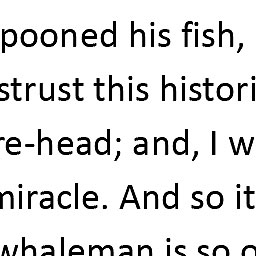 pooned his fish,
strust this histori
re-head; and, I w
miracle. And so it
whaleman is so o